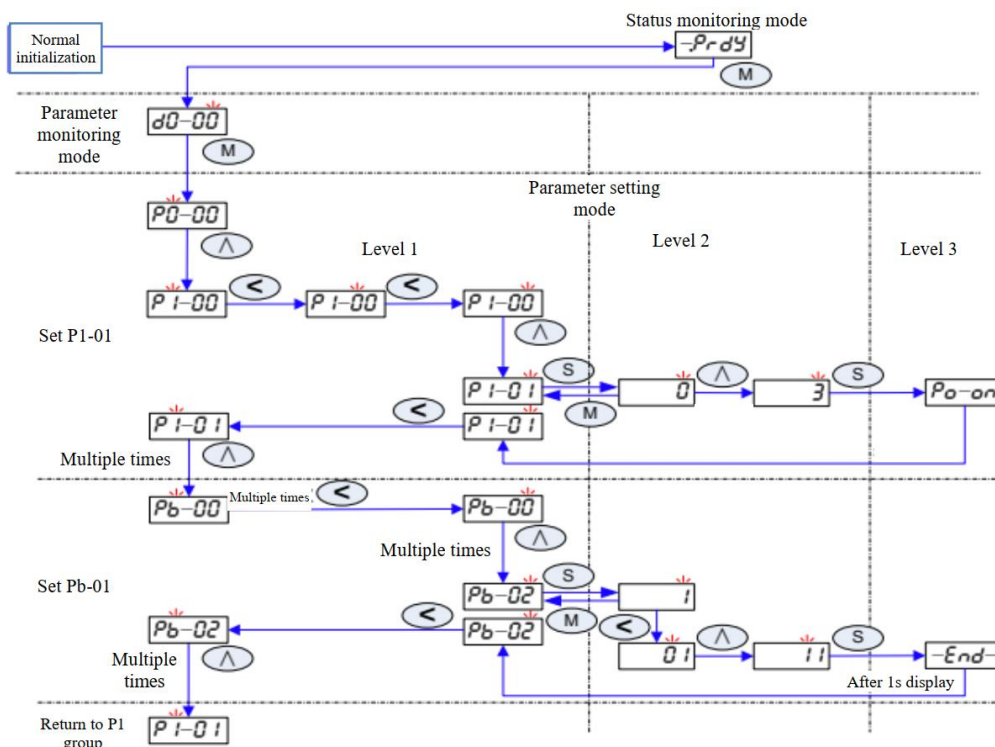 Status monitoring mode
Normal
initialization
-.Prdy
M
Parameter
monitoring
mode
d0-00
M
Parameter setting
mode
P0-00
∧
Level 1
Level 2
Level 3
P1-00
<
P1-00
<
P1-00
∧
Set P1-01
P1-01
S
0
∧
3
S
Po-on
M
P1-01
<
P1-01
∧
Multiple times
Pb-00
Multiple times
<
Pb-00
∧
Multiple times
Set Pb-01
Pb-02
S
1
M
<
Pb-02
<
Pb-02
∧
01
∧
11
S
-End-
After 1s display
Multiple
times
Return to P1
group
P1-01